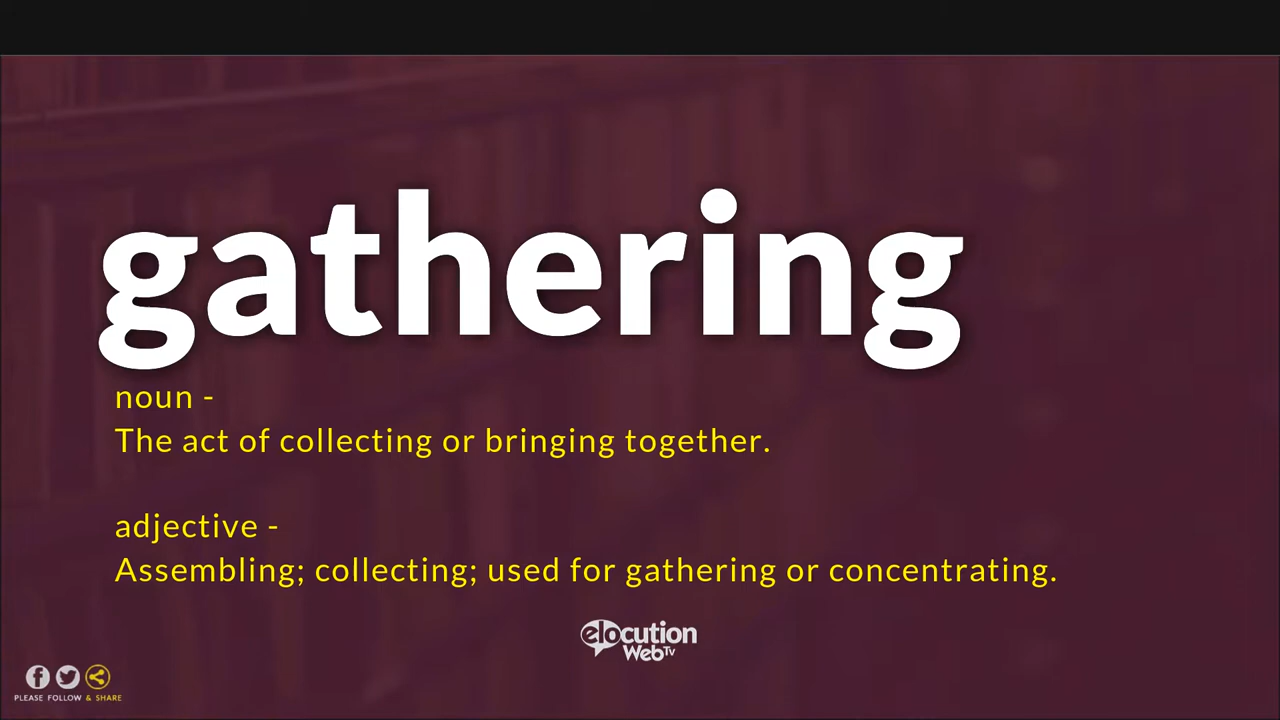 gathering
noun -
The act of collecting or bringing together.
adjective -
Assembling; collecting; used for gathering or concentrating.
elocution
WebTv
PLEASE FOLLOW & SHARE